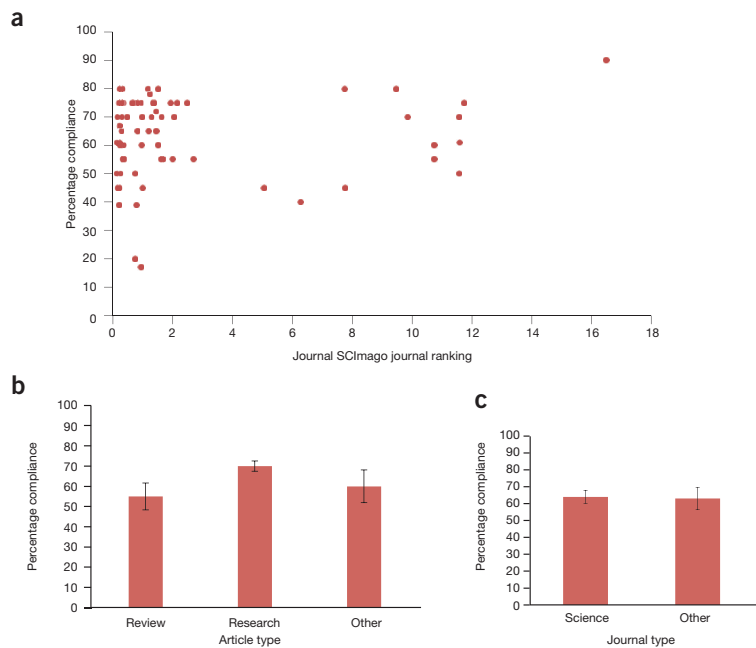 a
100
90
80
70
60
50
40
30
20
10
0
Percentage compliance
0 2 4 6 8 10 12 14 16 18
Journal SCImago journal ranking
b
100
90
80
70
60
50
40
30
20
10
0
Percentage compliance
Review Research Other
Article type
c
100
90
80
70
60
50
40
30
20
10
0
Percentage compliance
Science Other
Journal type